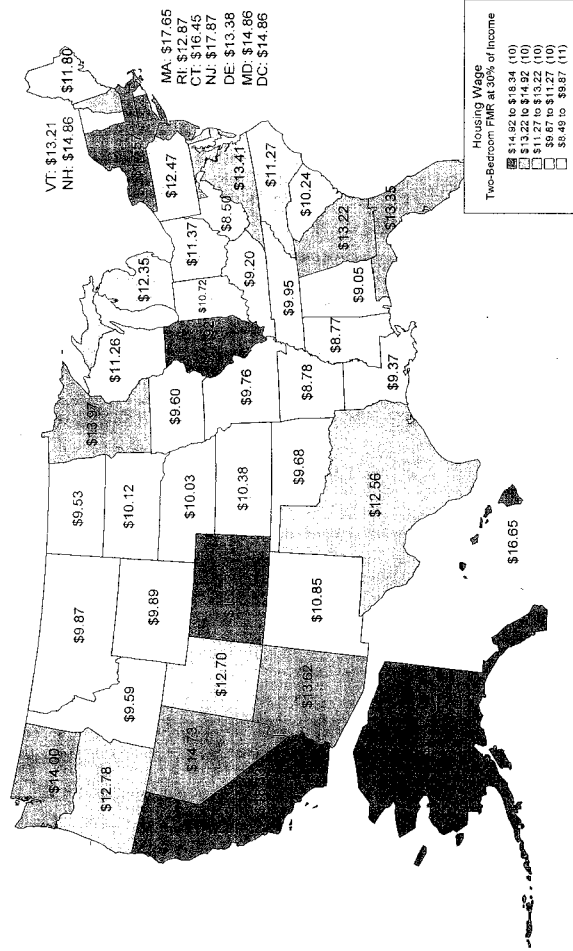 VT: $13.21
NH: $14.86
$11.80
MA: $17.65
RI: $12.87
CT: $16.45
NJ: $17.87
DE: $13.38
MD: $14.86
DC: $14.86
$14.00
$9.87
$9.53
$13.97
$11.26
$12.35
$12.47
$12.78
$9.59
$9.89
$10.12
$9.60
$10.72
$11.37
$8.50
$13.41
$14.73
$12.70
$10.03
$9.76
$9.20
$11.27
$10.38
$9.95
$10.24
$13.62
$10.85
$9.68
$8.78
$8.77
$9.05
$13.22
$12.56
$9.37
$13.35
$16.65
Housing Wage
Two-Bedroom FMR at 30% of Income
$14.92 to $18.34 (10)
$13.22 to $14.92 (10)
$11.27 to $13.22 (10)
$9.87 to $11.27 (10)
$8.49 to $9.87 (11)